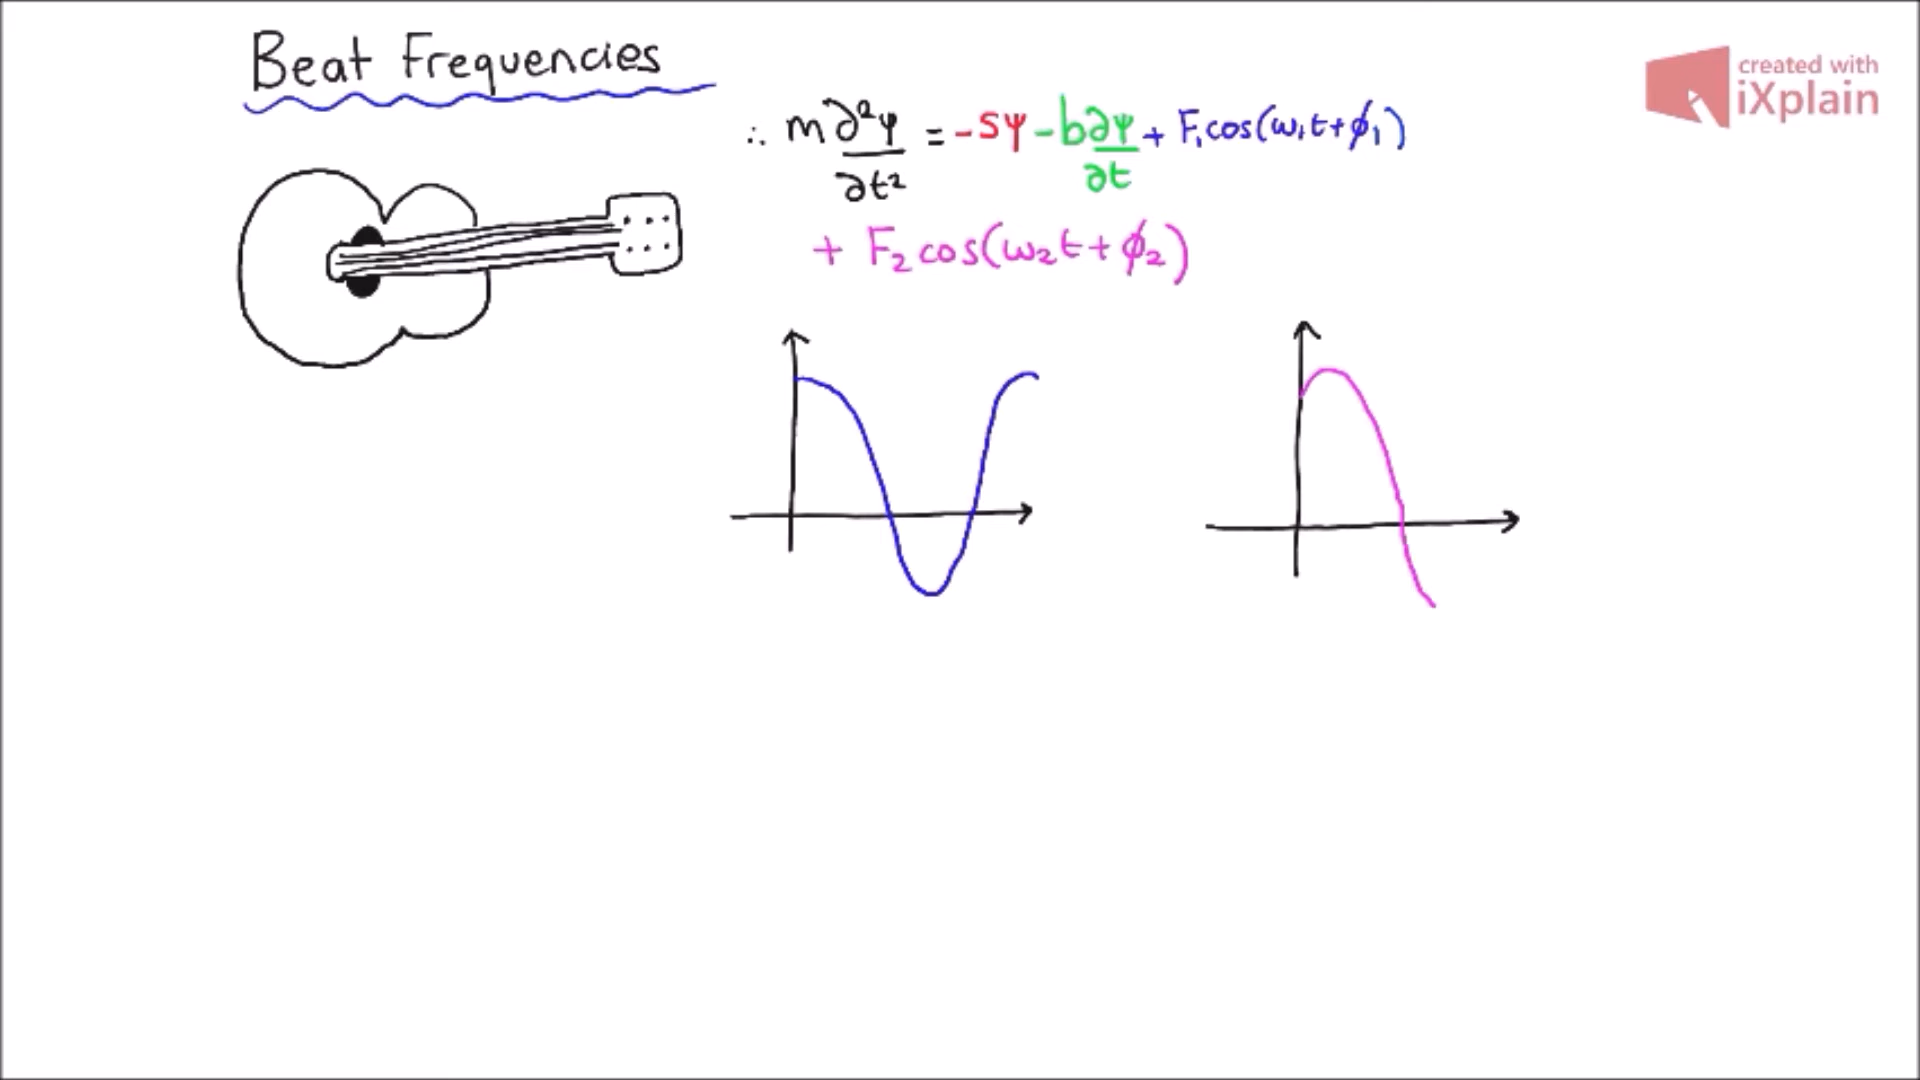 Beat Frequencies
created with
iXplain
∴ m∂²ψ/∂t² = -sψ - b∂ψ/∂t + F₁cos(ω₁t+ϕ₁)
+ F₂cos(ω₂t+ϕ₂)